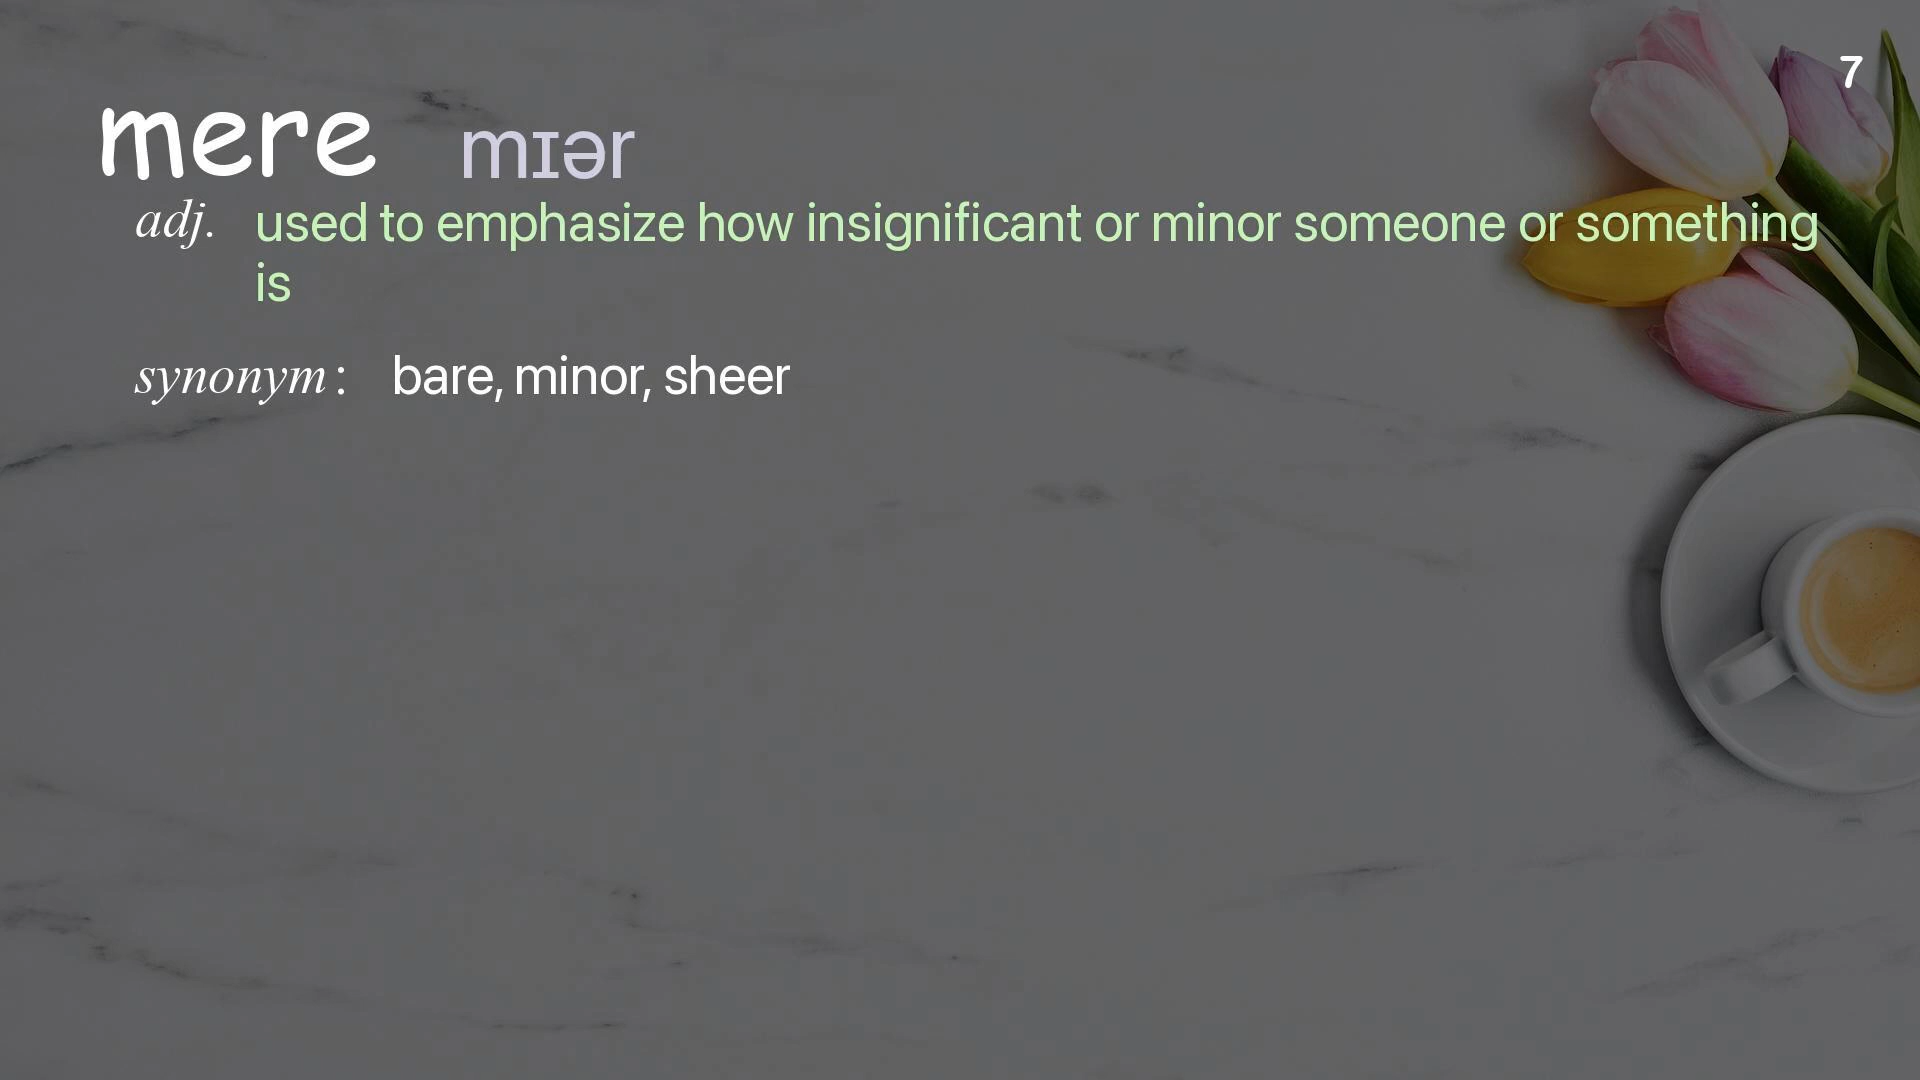 7
mere mɪər
adj. used to emphasize how insignificant or minor someone or something
is
synonym: bare, minor, sheer